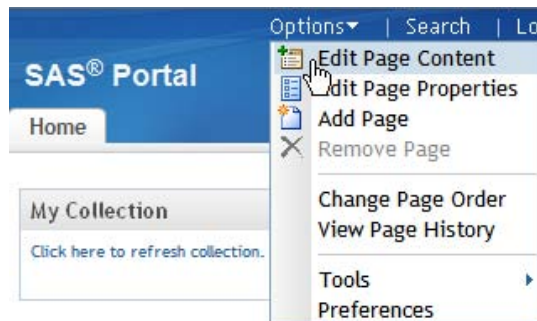 Options | Search | Lo
SAS® Portal
Home
My Collection
Click here to refresh collection.
Edit Page Content
Edit Page Properties
Add Page
Remove Page
Change Page Order
View Page History
Tools
Preferences